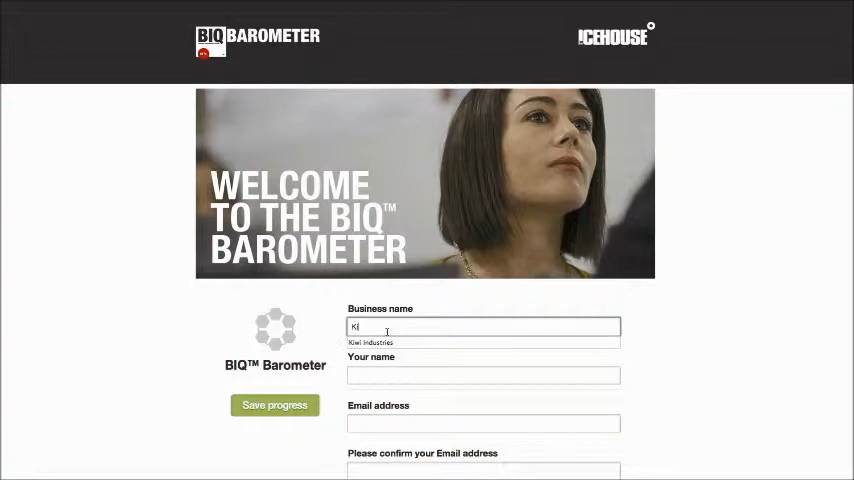 BIQ BAROMETER
ICEHOUSE
WELCOME
TO THE BIQ™
BAROMETER
Business name
Ki
Kiwi Industries
BIQ™ Barometer
Your name
Save progress
Email address
Please confirm your Email address